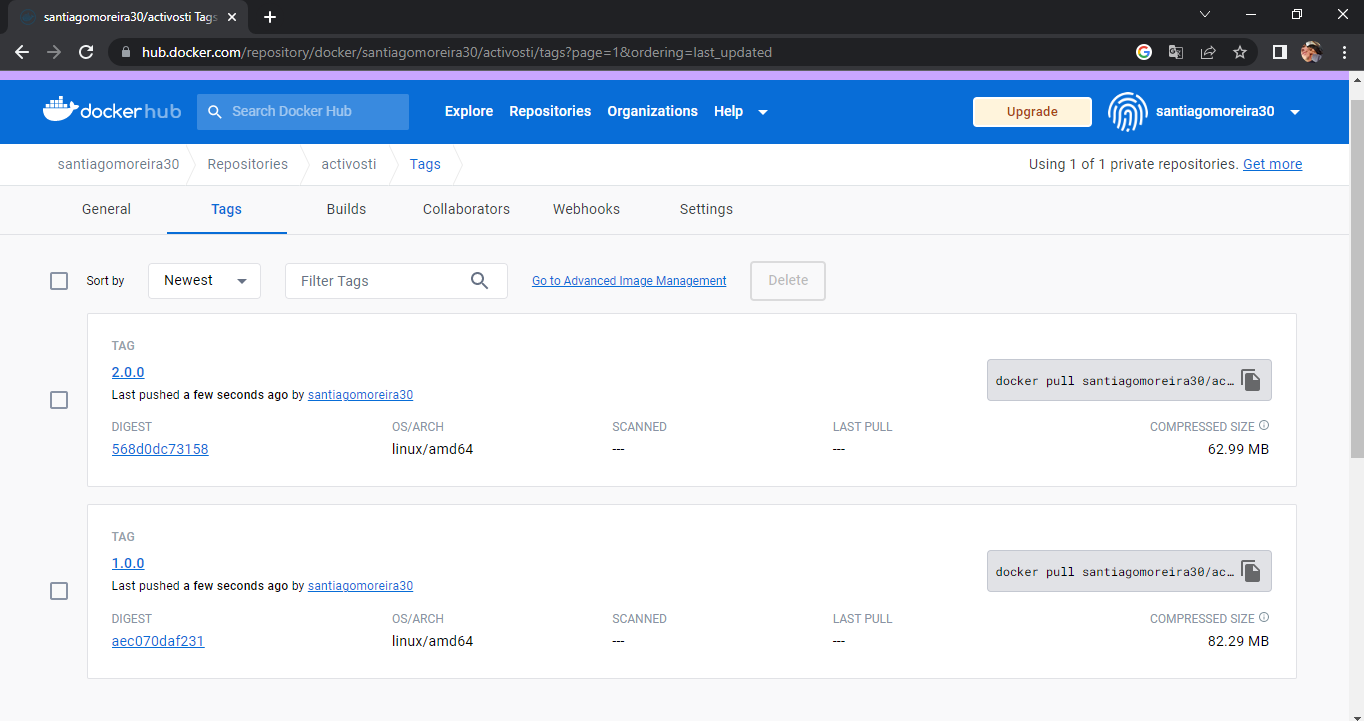 santiagomoreira30/activosti Tags
hub.docker.com/repository/docker/santiagomoreira30/activosti/tags?page=1&ordering=last_updated
docker hub
Search Docker Hub
Explore
Repositories
Organizations
Help
Upgrade
santiagomoreira30
santiagomoreira30
Repositories
activosti
Tags
Using 1 of 1 private repositories. Get more
General
Tags
Builds
Collaborators
Webhooks
Settings
Sort by
Newest
Filter Tags
Go to Advanced Image Management
Delete
TAG
2.0.0
Last pushed a few seconds ago by santiagomoreira30
docker pull santiagomoreira30/ac…
DIGEST
OS/ARCH
SCANNED
LAST PULL
COMPRESSED SIZE
568d0dc73158
linux/amd64
---
---
62.99 MB
TAG
1.0.0
Last pushed a few seconds ago by santiagomoreira30
docker pull santiagomoreira30/ac…
DIGEST
OS/ARCH
SCANNED
LAST PULL
COMPRESSED SIZE
aec070daf231
linux/amd64
---
---
82.29 MB